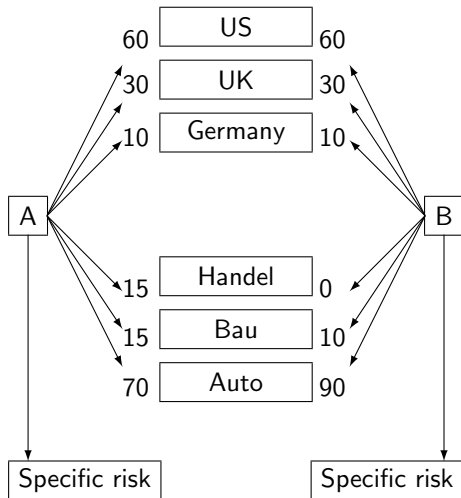 60 US 60
30 UK 30
10 Germany 10
A B
15 Handel 0
15 Bau 10
70 Auto 90
Specific risk Specific risk